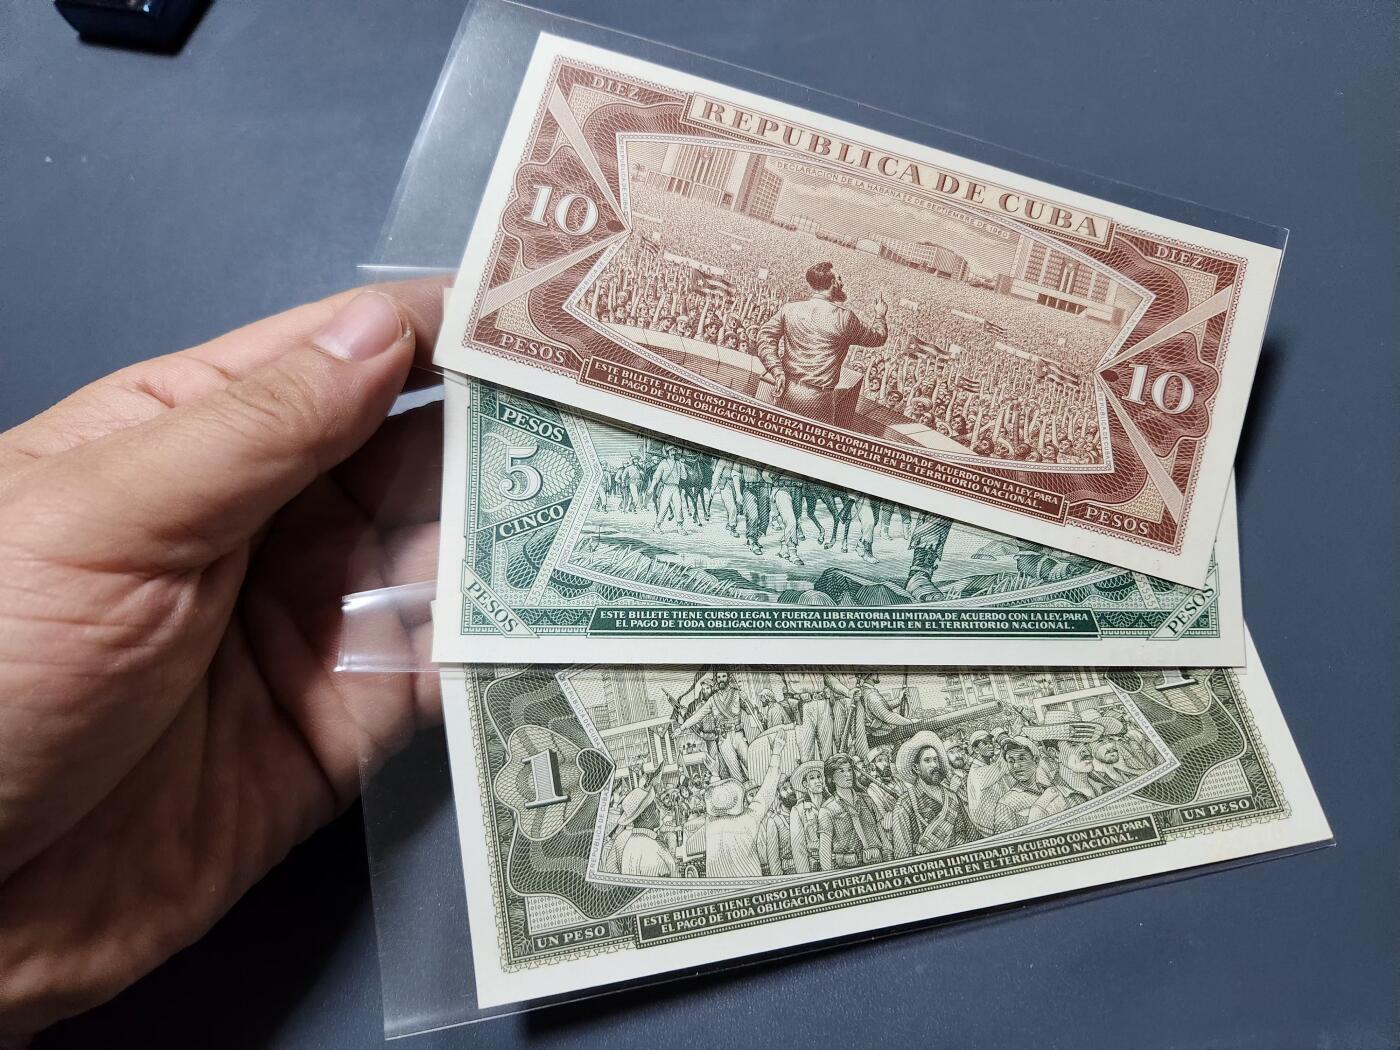 DIEZ
REPUBLICA DE CUBA
DECLARACION DE LA HABANA 2 DE SEPTIEMBRE DE 1960
DIEZ
10
10
PESOS
PESOS
ESTE BILLETE TIENE CURSO LEGAL Y FUERZA LIBERATORIA ILIMITADA, DE ACUERDO CON LA LEY, PARA
EL PAGO DE TODA OBLIGACION CONTRAIDA O A CUMPLIR EN EL TERRITORIO NACIONAL.
PESOS
5
CINCO
PESOS
PESOS
ESTE BILLETE TIENE CURSO LEGAL Y FUERZA LIBERATORIA ILIMITADA, DE ACUERDO CON LA LEY, PARA
EL PAGO DE TODA OBLIGACION CONTRAIDA O A CUMPLIR EN EL TERRITORIO NACIONAL.
1
1
UN PESO
UN PESO
ESTE BILLETE TIENE CURSO LEGAL Y FUERZA LIBERATORIA ILIMITADA, DE ACUERDO CON LA LEY, PARA
EL PAGO DE TODA OBLIGACION CONTRAIDA O A CUMPLIR EN EL TERRITORIO NACIONAL.